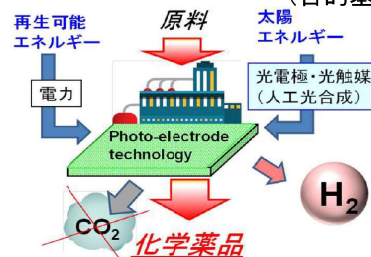 再生可能
エネルギー
原料
太陽
エネルギー
電力
光電極・光触媒
（人工光合成）
Photo-electrode
technology
CO2
H2
化学薬品